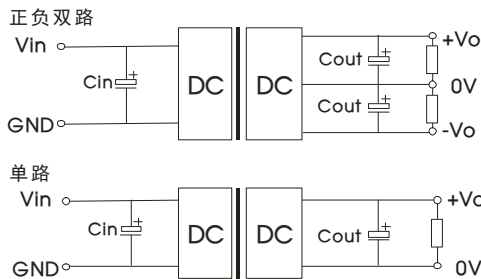 正负双路
Vin
+Vo
Cout
Cin
DC
DC
0V
Cout
GND
-Vo
单路
Vin
+Vo
Cin
DC
DC
Cout
GND
0V